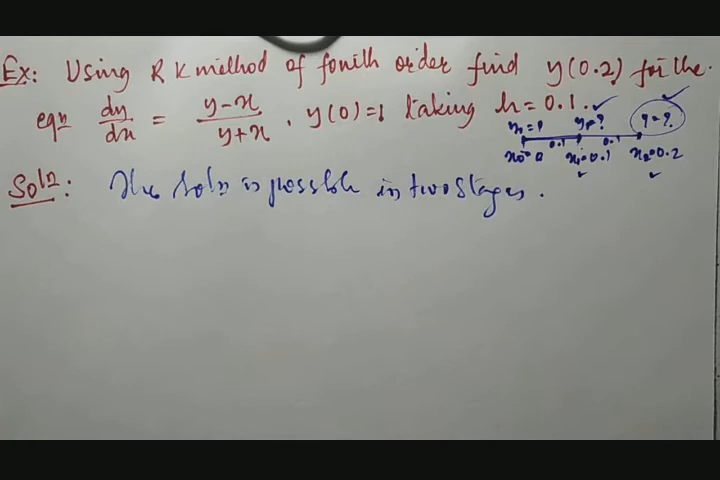 Ex: Using RK method of fourth order find y(0.2) for the
eqn dy/dx = (y-x)/(y+x), y(0)=1 taking h=0.1.
y0=1 y1=? y2=?
0.1 0.1
x0=0 x1=0.1 x2=0.2
Soln: The soln is possible in two stages.